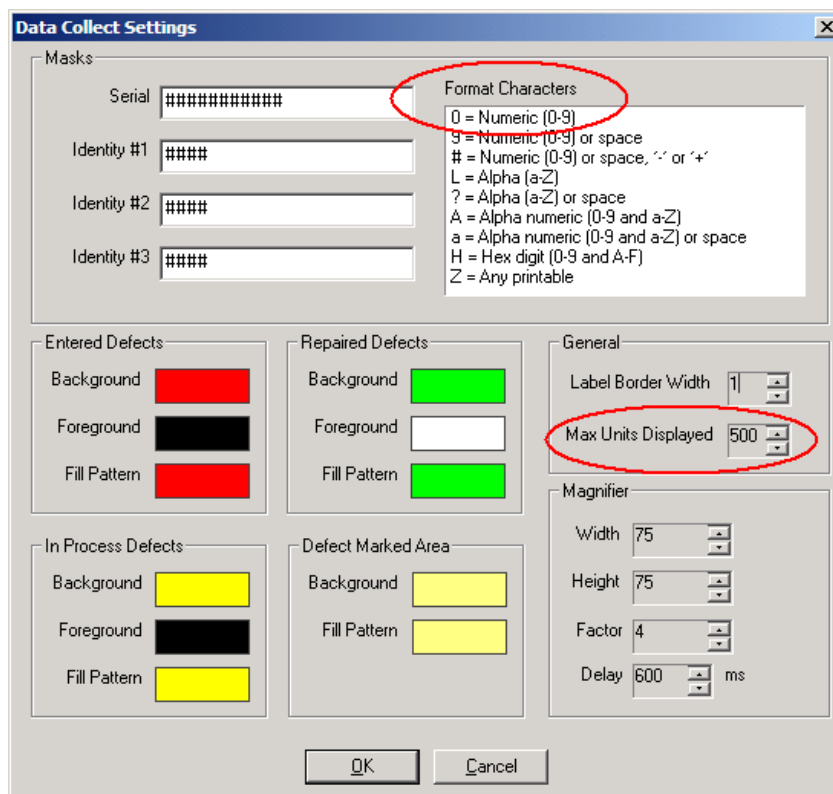 Data Collect Settings
Masks
Serial ###########
Identity #1 ####
Identity #2 ####
Identity #3 ####
Format Characters
0 = Numeric (0-9)
9 = Numeric (0-9) or space
# = Numeric (0-9) or space, '-' or '+'
L = Alpha (a-Z)
? = Alpha (a-Z) or space
A = Alpha numeric (0-9 and a-Z)
a = Alpha numeric (0-9 and a-Z) or space
H = Hex digit (0-9 and A-F)
Z = Any printable
Entered Defects
Background
Foreground
Fill Pattern
Repaired Defects
Background
Foreground
Fill Pattern
General
Label Border Width 1
Max Units Displayed 500
In Process Defects
Background
Foreground
Fill Pattern
Defect Marked Area
Background
Fill Pattern
Magnifier
Width 75
Height 75
Factor 4
Delay 600 ms
OK
Cancel